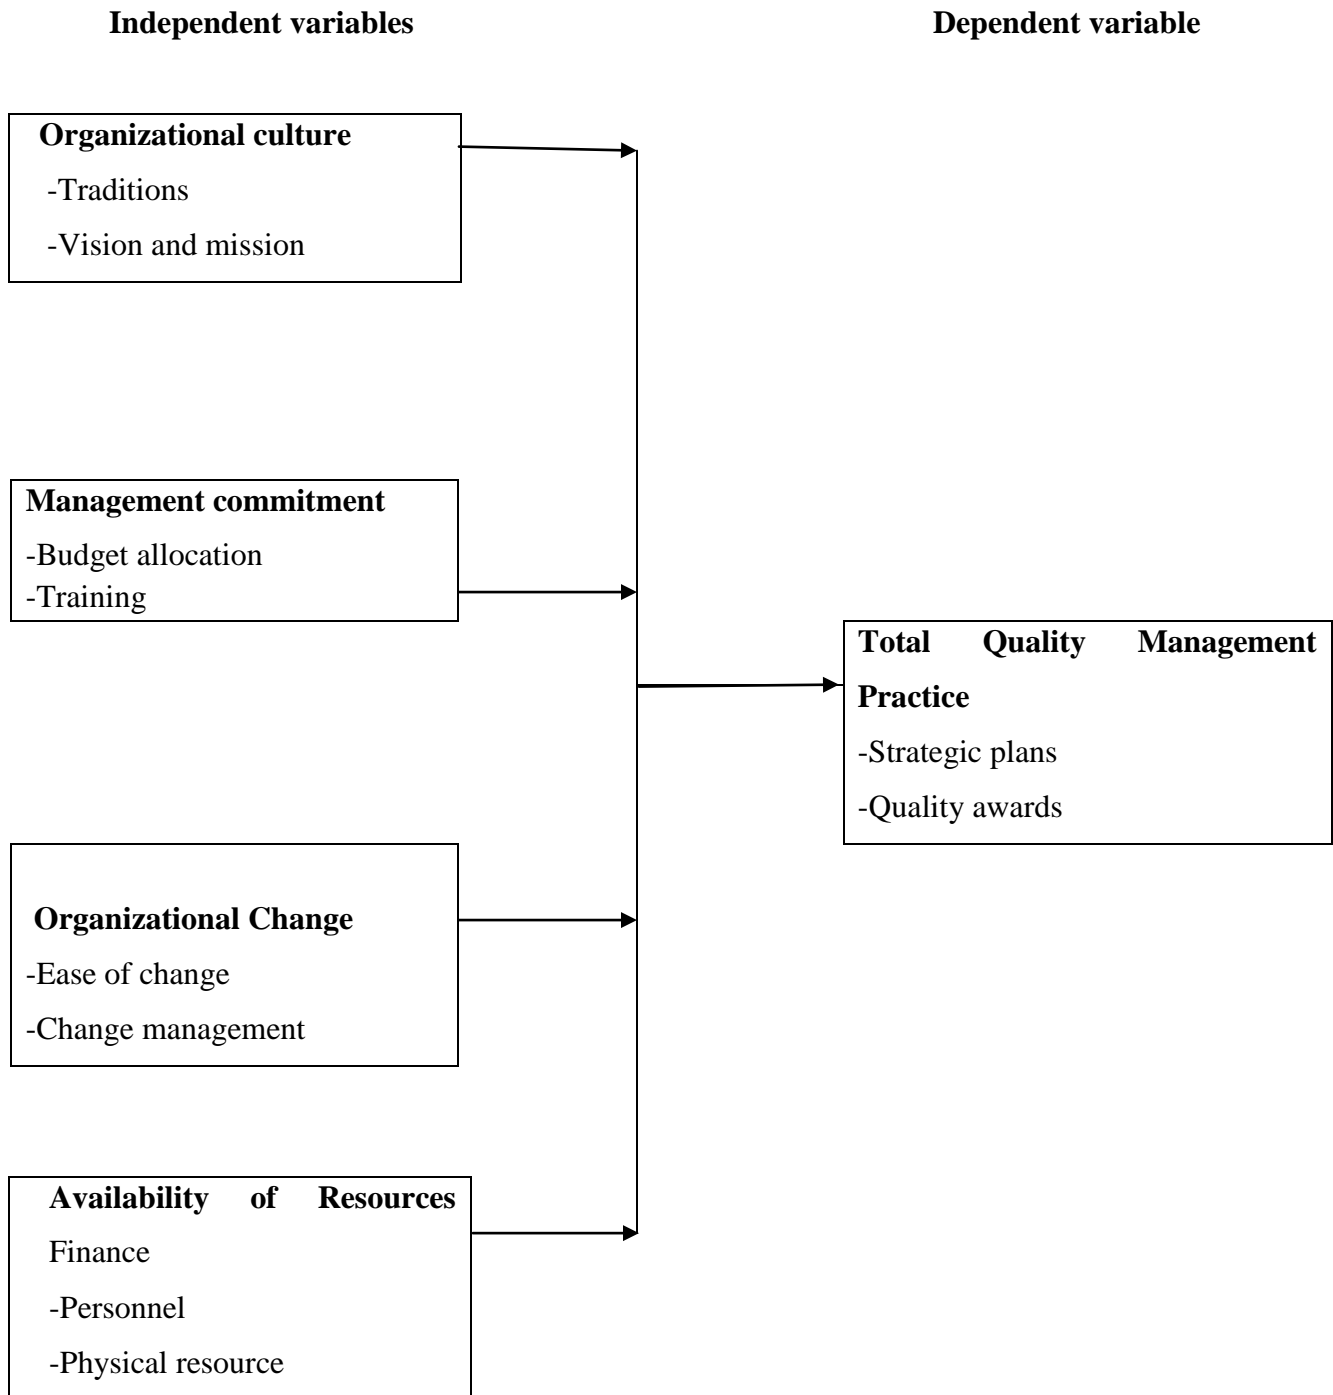 Independent variables
Dependent variable
Organizational culture
-Traditions
-Vision and mission
Management commitment
-Budget allocation
-Training
Total Quality Management
Practice
-Strategic plans
-Quality awards
Organizational Change
-Ease of change
-Change management
Availability of Resources
Finance
-Personnel
-Physical resource